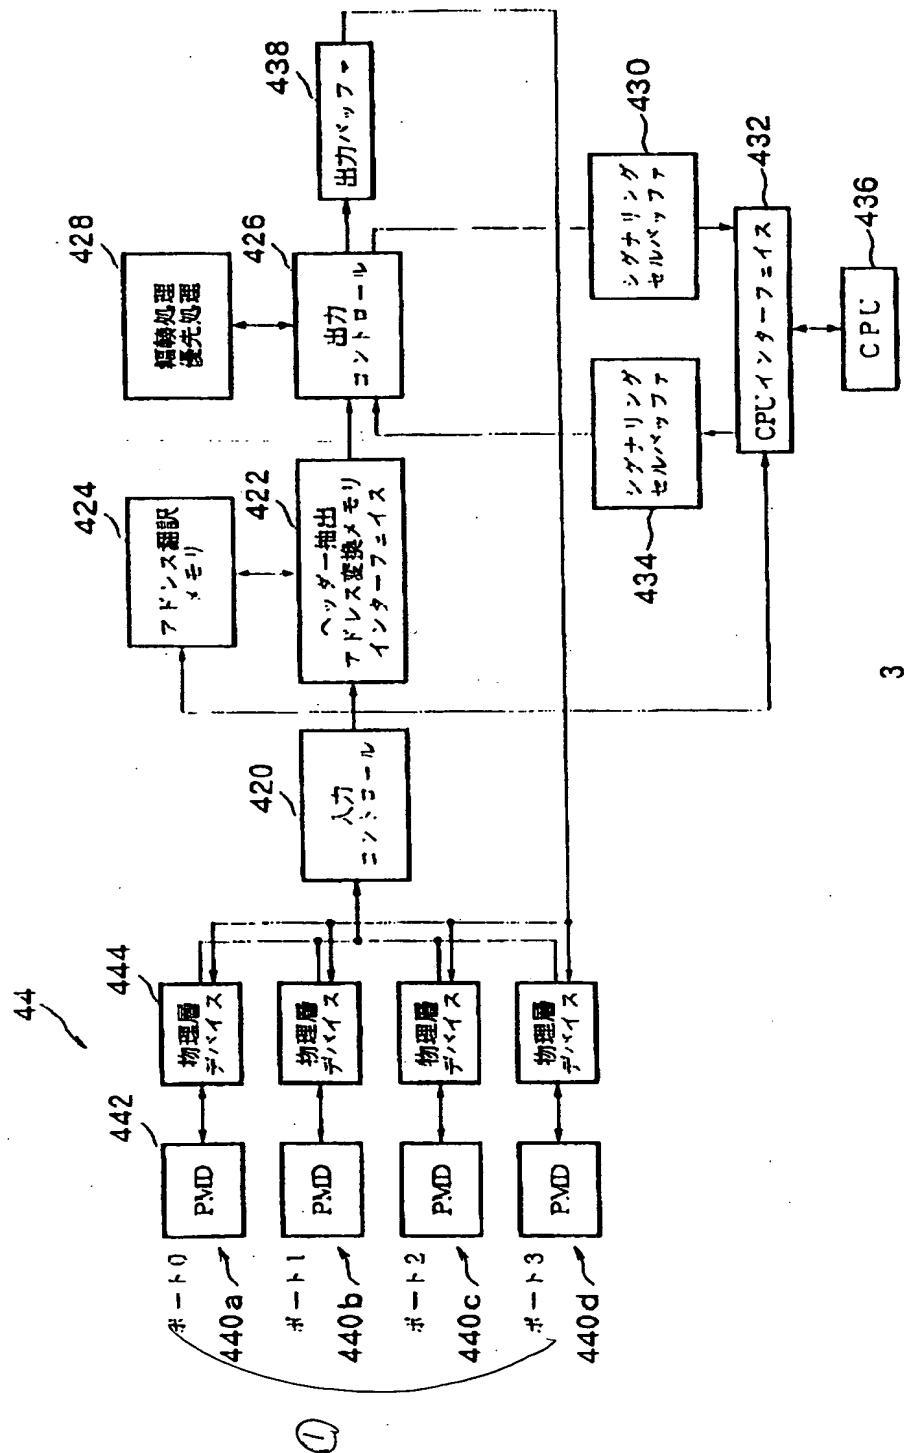 44
ポート0
440a
442
PMD
444
物理層
デバイス
ポート1
440b
PMD
物理層
デバイス
ポート2
440c
PMD
物理層
デバイス
ポート3
440d
PMD
物理層
デバイス
①
420
入力
コントロール
424
アドレス翻訳
メモリ
422
ヘッダー抽出
アドレス変換メモリ
インターフェイス
428
輻輳処理
優先処理
426
出力
コントロール
438
出力バッファ
434
シグナリング
セルバッファ
430
シグナリング
セルバッファ
432
CPUインターフェイス
436
CPU
3